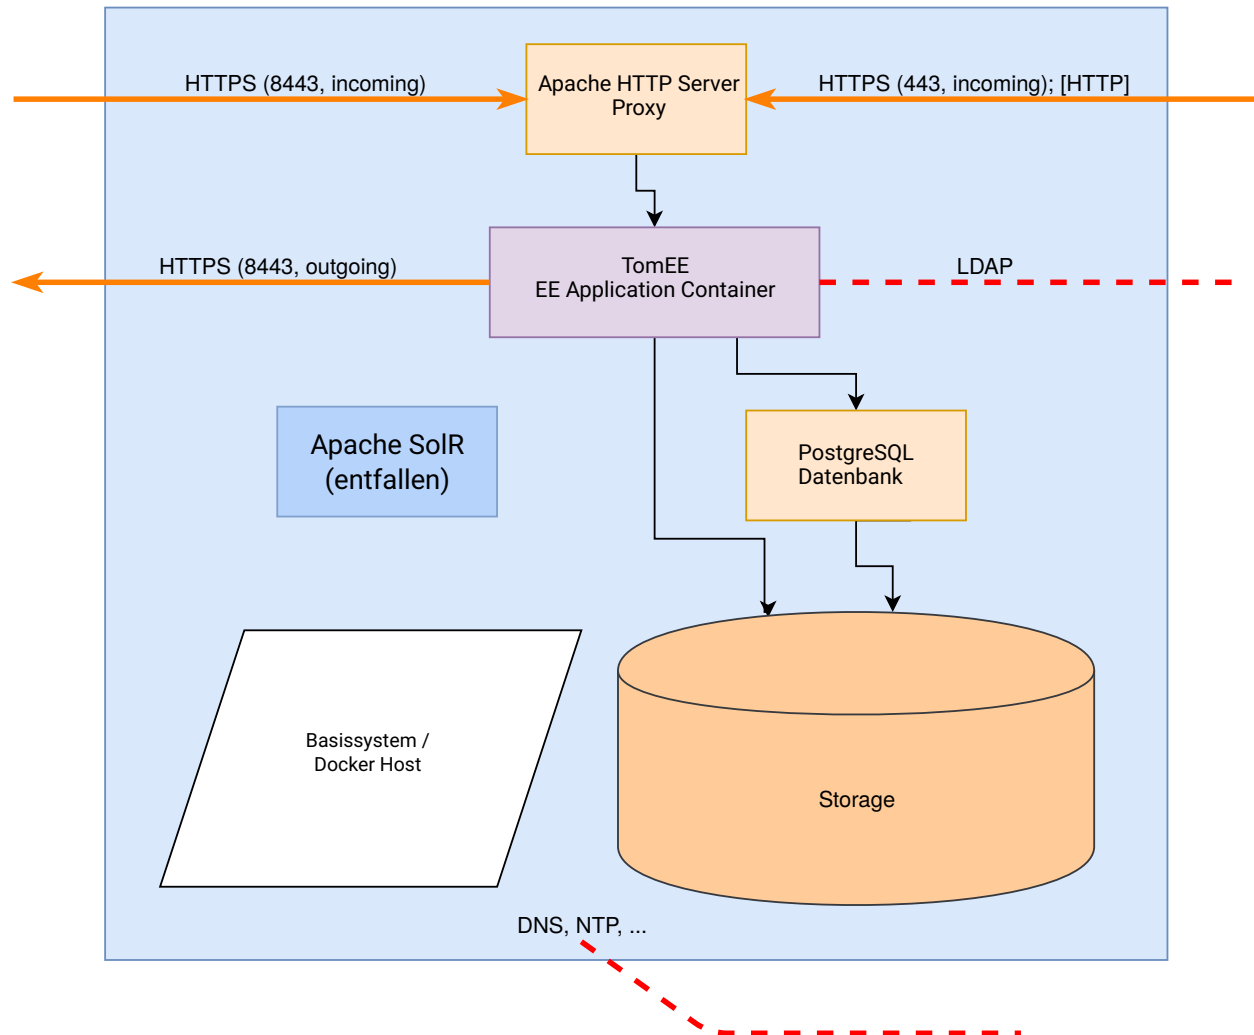 HTTPS (8443, incoming)
Apache HTTP Server
Proxy
HTTPS (443, incoming); [HTTP]
HTTPS (8443, outgoing)
TomEE
EE Application Container
LDAP
Apache SolR
(entfallen)
PostgreSQL
Datenbank
Basissystem /
Docker Host
Storage
DNS, NTP, ...